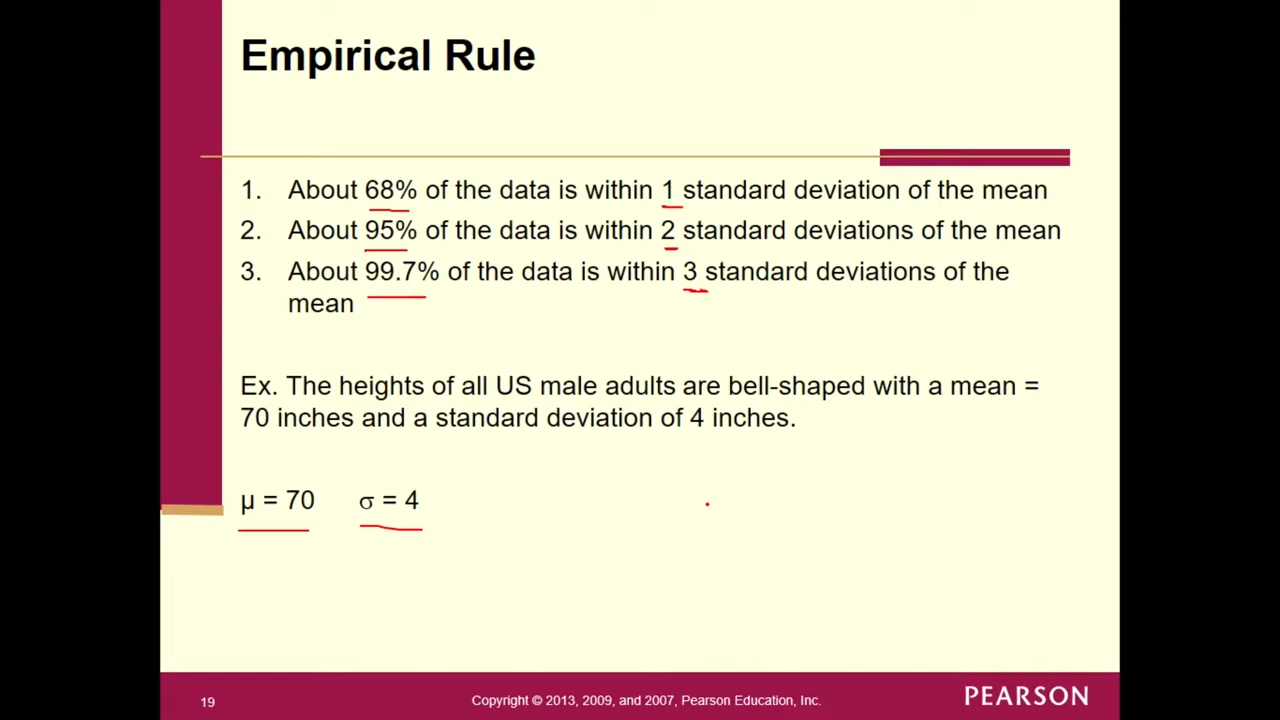 Empirical Rule
1. About 68% of the data is within 1 standard deviation of the mean
2. About 95% of the data is within 2 standard deviations of the mean
3. About 99.7% of the data is within 3 standard deviations of the
mean
Ex. The heights of all US male adults are bell-shaped with a mean =
70 inches and a standard deviation of 4 inches.
μ = 70 σ = 4
19 Copyright © 2013, 2009, and 2007, Pearson Education, Inc. PEARSON